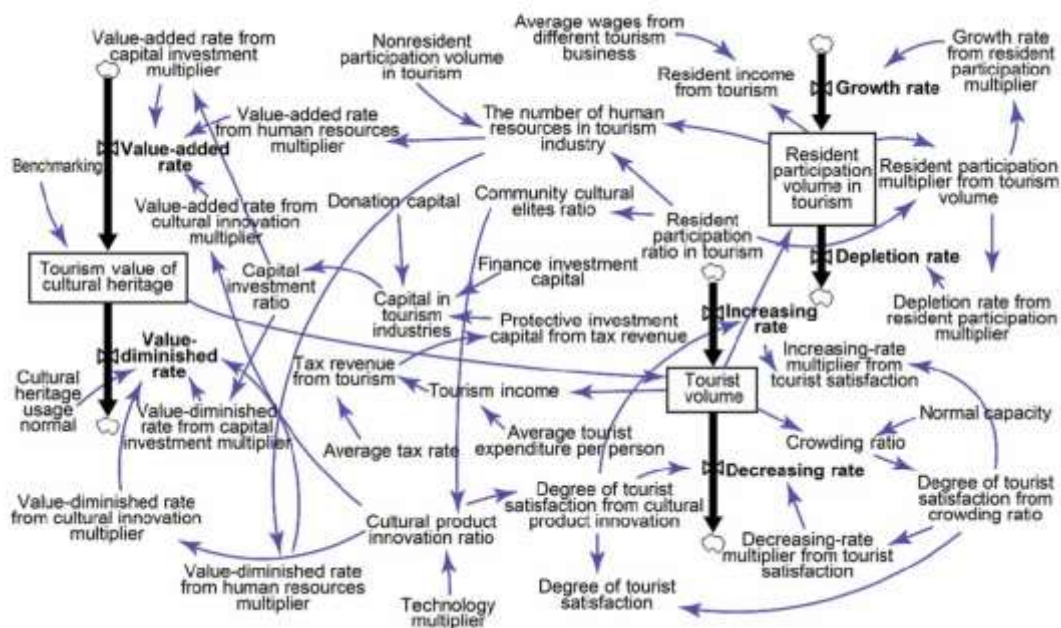 Value-added rate from
capital investment
multiplier
Nonresident
participation volume
in tourism
Average wages from
different tourism
business
Resident income
from tourism
Growth rate
Growth rate
from resident
participation
multiplier
Value-added rate
from human resources
multiplier
Value-added
rate
The number of human
resources in tourism
industry
Resident
participation
volume in
tourism
Resident participation
multiplier from tourism
volume
Benchmarking
Value-added rate from
cultural innovation
multiplier
Donation capital
Community cultural
elites ratio
Resident
participation
ratio in tourism
Depletion rate
Tourism value of
cultural heritage
Capital
investment
ratio
Finance investment
capital
Capital in
tourism
industries
Increasing
rate
Depletion rate from
resident participation
multiplier
Protective investment
capital from tax revenue
Value-
diminished
rate
Tax revenue
from tourism
Tourism income
Tourist
volume
Increasing-rate
multiplier from
tourist satisfaction
Cultural
heritage
usage
normal
Value-diminished
rate from capital
investment multiplier
Average tax rate
Average tourist
expenditure per person
Normal capacity
Crowding ratio
Decreasing rate
Value-diminished rate
from cultural innovation
multiplier
Cultural product
innovation ratio
Degree of tourist
satisfaction from cultural
product innovation
Degree of tourist
satisfaction from
crowding ratio
Value-diminished rate
from human resources
multiplier
Technology
multiplier
Degree of tourist
satisfaction
Decreasing-rate
multiplier from tourist
satisfaction